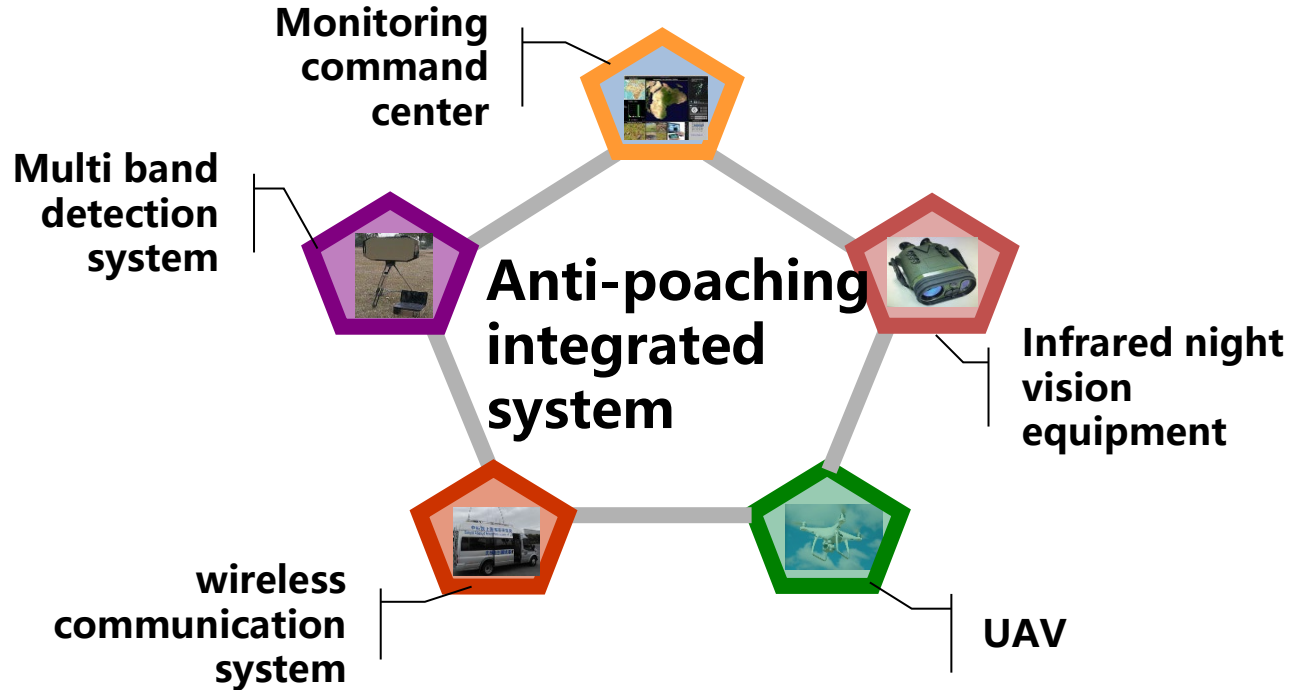 Monitoring
command
center
Multi band
detection
system
Anti-poaching
integrated
system
Infrared night
vision
equipment
wireless
communication
system
UAV